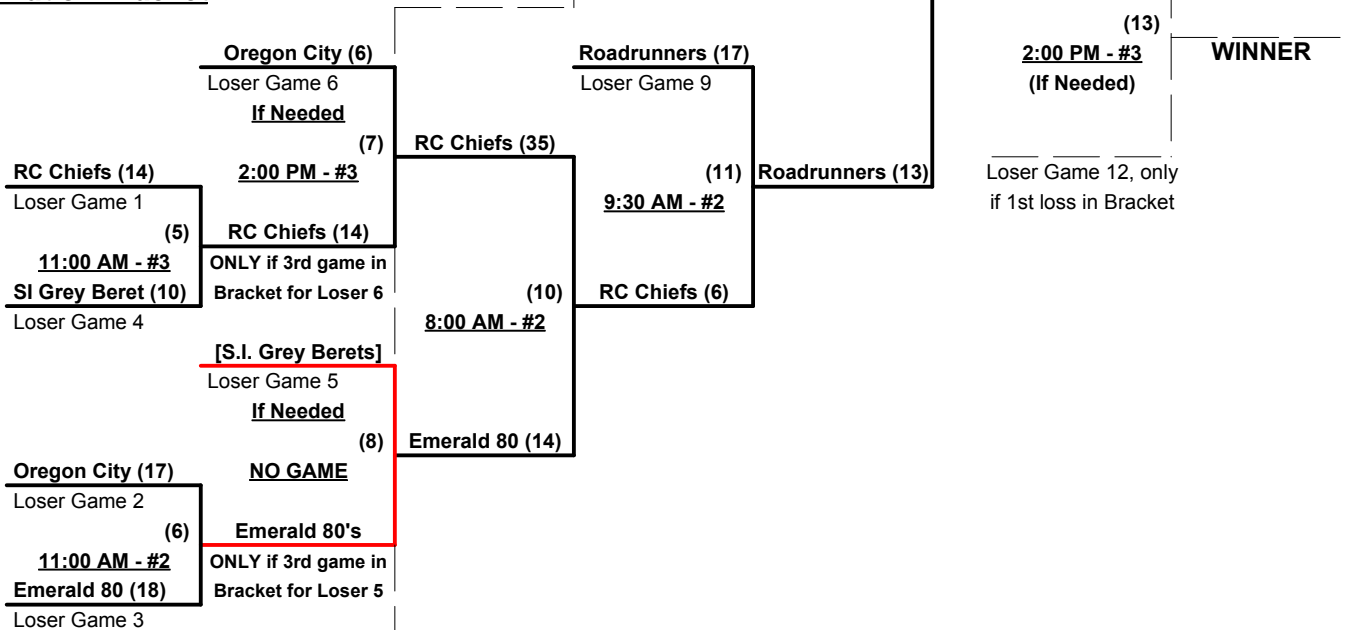 (13)
Oregon City (6)
Roadrunners (17)
2:00 PM - #3
WINNER
Loser Game 6
Loser Game 9
(If Needed)
If Needed
(7)
RC Chiefs (35)
RC Chiefs (14)
2:00 PM - #3
(11)
Roadrunners (13)
Loser Game 12, only
Loser Game 1
9:30 AM - #2
if 1st loss in Bracket
(5)
RC Chiefs (14)
11:00 AM - #3
ONLY if 3rd game in
SI Grey Beret (10)
Bracket for Loser 6
(10)
RC Chiefs (6)
Loser Game 4
8:00 AM - #2
[S.I. Grey Berets]
Loser Game 5
If Needed
(8)
Emerald 80 (14)
Oregon City (17)
NO GAME
Loser Game 2
(6)
Emerald 80's
11:00 AM - #2
ONLY if 3rd game in
Emerald 80 (18)
Bracket for Loser 5
Loser Game 3